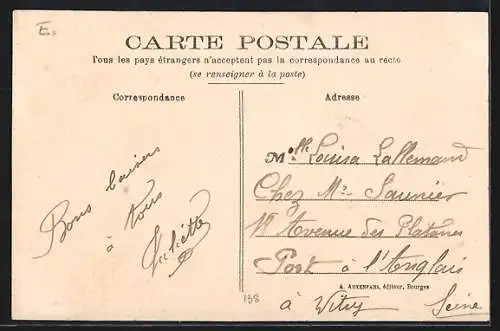 E.
CARTE POSTALE
Tous les pays étrangers n'acceptent pas la correspondance au recto
(se renseigner à la poste)
Correspondance
Adresse
Bons baisers
à tous
Juliette
Mlle Louisa Lallemand
Chez Mr Saunier
Avenue des Platanes
Port à l'Anglais
A. AUXENFANS, éditeur, Bourges
à Vitry Seine
138